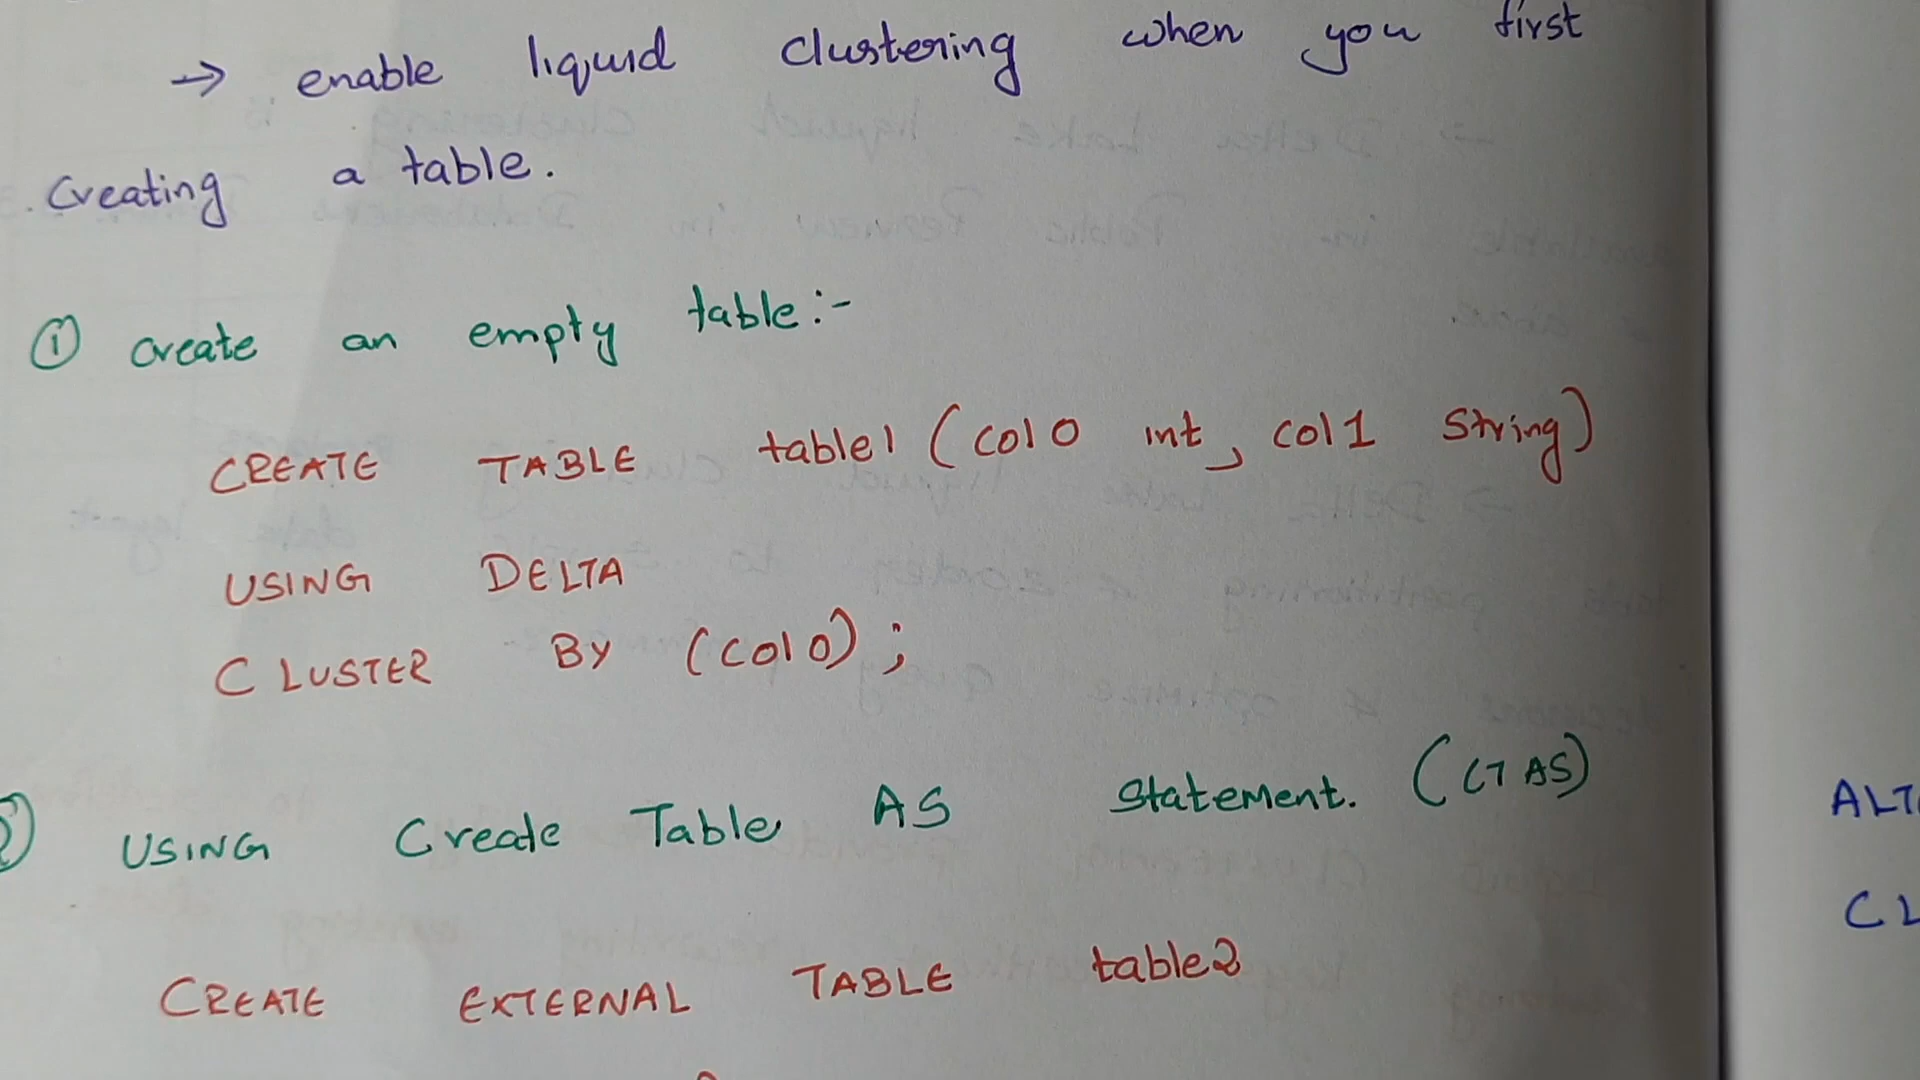 → enable liquid clustering when you first
creating a table.
① create an empty table:-
CREATE TABLE table1 (col0 int, col1 string)
USING DELTA
CLUSTER BY (col0);
② USING Create Table AS Statement. (CTAS)
CREATE EXTERNAL TABLE table2